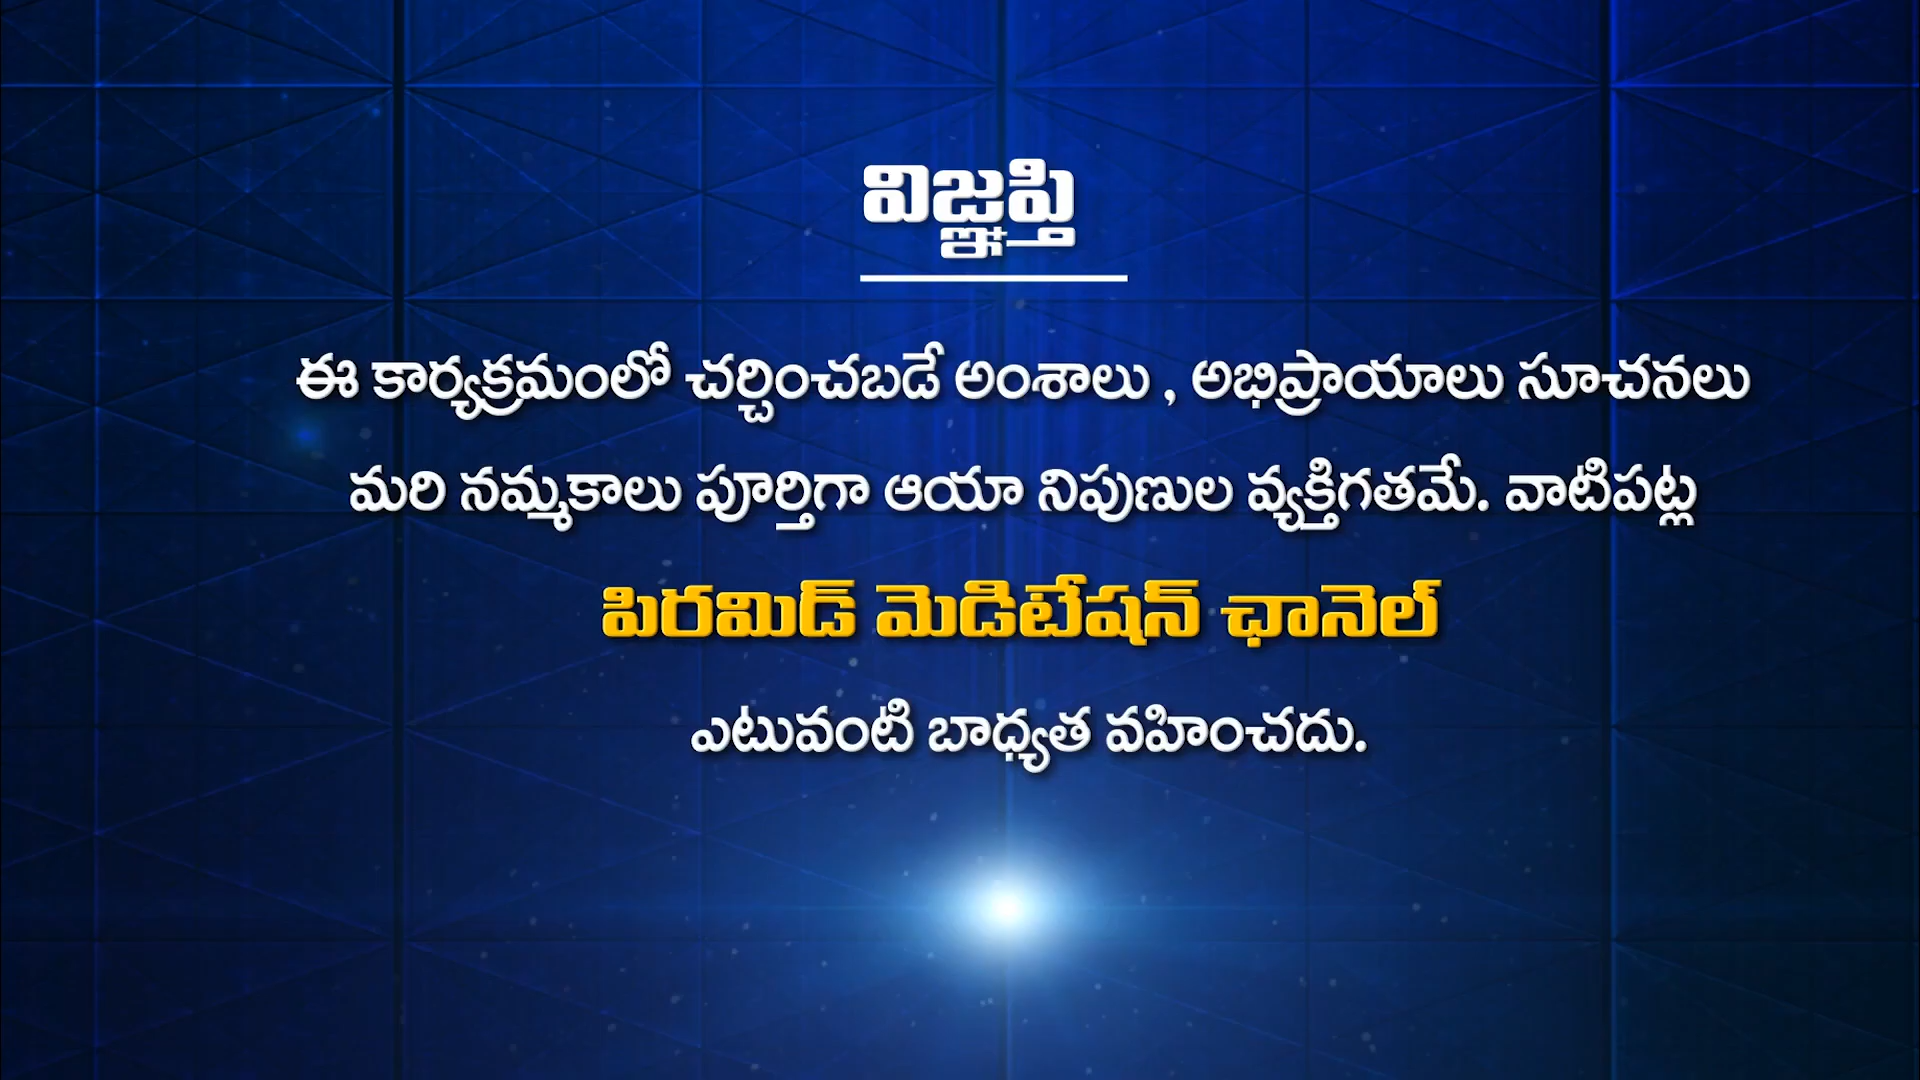 విజ్ఞప్తి
ఈ కార్యక్రమంలో చర్చించబడే అంశాలు , అభిప్రాయాలు సూచనలు
మరి నమ్మకాలు పూర్తిగా ఆయా నిపుణుల వ్యక్తిగతమే. వాటిపట్ల
పిరమిడ్ మెడిటేషన్ ఛానెల్
ఎటువంటి బాధ్యత వహించదు.